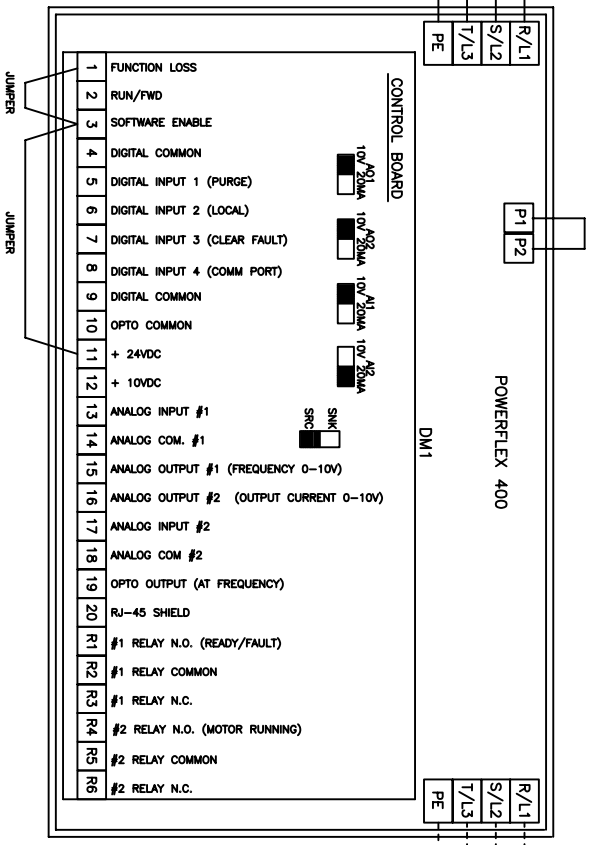 PE
T/L3
S/L2
R/L1
P1
P2
POWERFLEX 400
DM1
CONTROL BOARD
AO1
10V 20MA
AO2
10V 20MA
AI1
10V 20MA
AI2
10V 20MA
SRC
SNK
JUMPER
JUMPER
1 FUNCTION LOSS
2 RUN/FWD
3 SOFTWARE ENABLE
4 DIGITAL COMMON
5 DIGITAL INPUT 1 (PURGE)
6 DIGITAL INPUT 2 (LOCAL)
7 DIGITAL INPUT 3 (CLEAR FAULT)
8 DIGITAL INPUT 4 (COMM PORT)
9 DIGITAL COMMON
10 OPTO COMMON
11 + 24VDC
12 + 10VDC
13 ANALOG INPUT #1
14 ANALOG COM. #1
15 ANALOG OUTPUT #1 (FREQUENCY 0-10V)
16 ANALOG OUTPUT #2 (OUTPUT CURRENT 0-10V)
17 ANALOG INPUT #2
18 ANALOG COM #2
19 OPTO OUTPUT (AT FREQUENCY)
20 RJ-45 SHIELD
R1 #1 RELAY N.O. (READY/FAULT)
R2 #1 RELAY COMMON
R3 #1 RELAY N.C.
R4 #2 RELAY N.O. (MOTOR RUNNING)
R5 #2 RELAY COMMON
R6 #2 RELAY N.C.
PE
T/L3
S/L2
R/L1